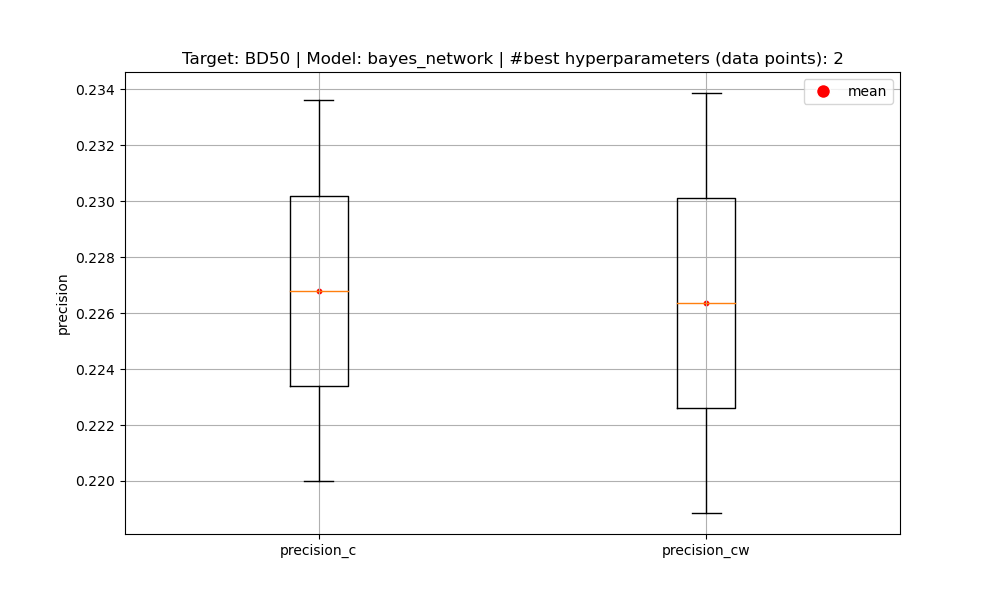 Target: BD50 | Model: bayes_network | #best hyperparameters (data points): 2
mean
0.234
0.232
0.230
0.228
0.226
0.224
0.222
0.220
precision
precision_c
precision_cw